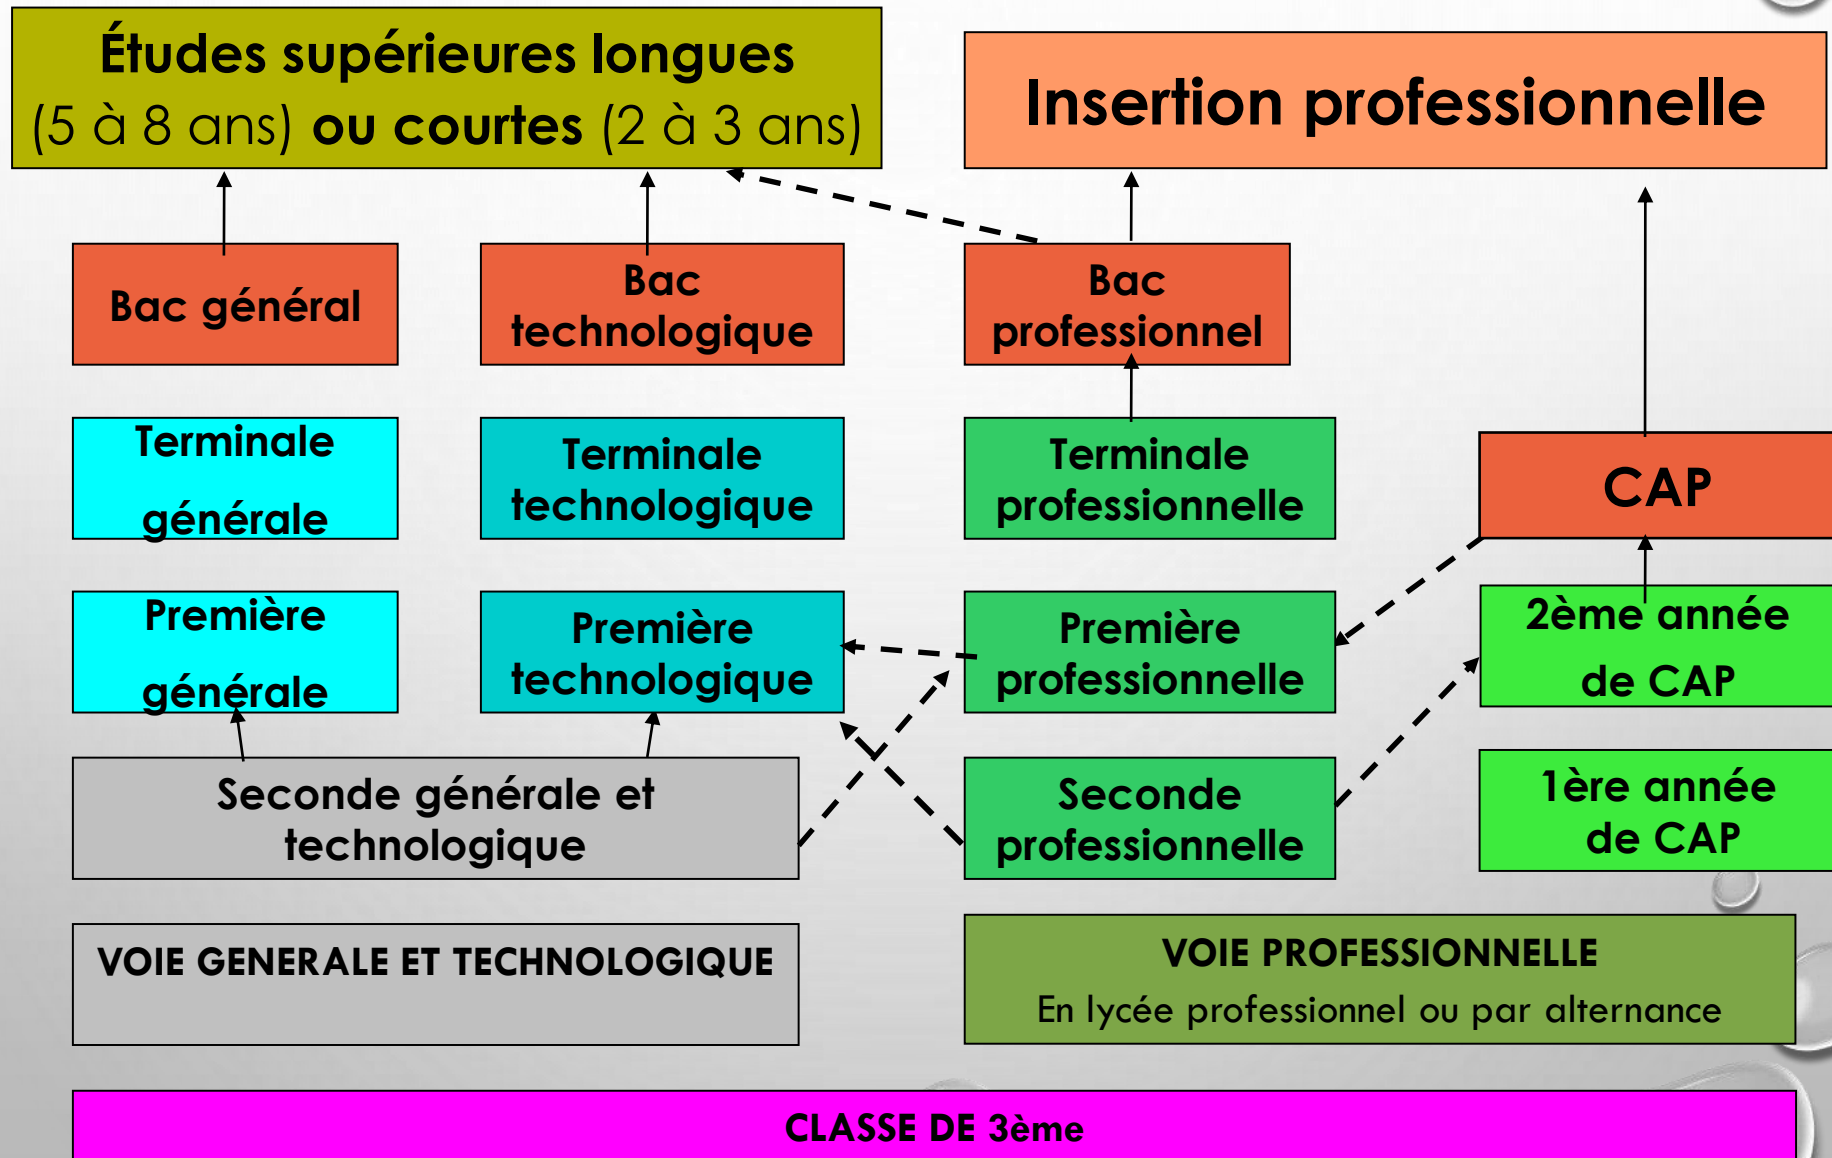 Études supérieures longues
(5 à 8 ans) ou courtes (2 à 3 ans)
Insertion professionnelle
Bac général
Bac
technologique
Bac
professionnel
Terminale
générale
Terminale
technologique
Terminale
professionnelle
CAP
Première
générale
Première
technologique
Première
professionnelle
2ème année
de CAP
Seconde générale et
technologique
Seconde
professionnelle
1ère année
de CAP
VOIE GENERALE ET TECHNOLOGIQUE
VOIE PROFESSIONNELLE
En lycée professionnel ou par alternance
CLASSE DE 3ème